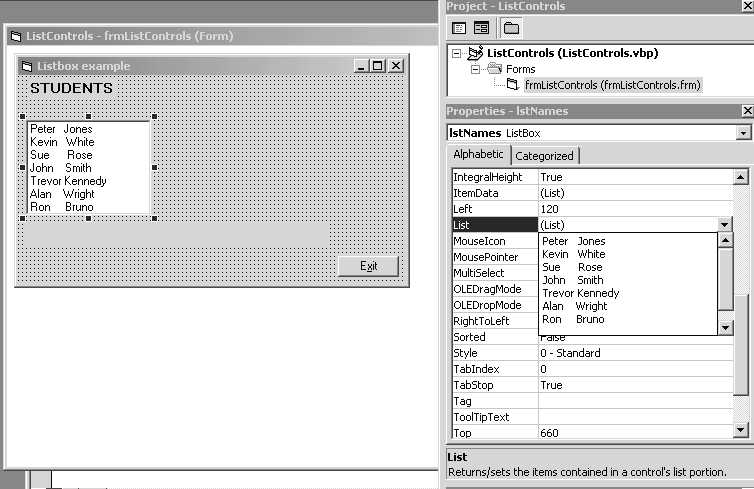 ListControls - frmListControls (Form)
Listbox example
STUDENTS
Peter Jones
Kevin White
Sue Rose
John Smith
Trevor Kennedy
Alan Wright
Ron Bruno
Exit
Project - ListControls
ListControls (ListControls.vbp)
Forms
frmListControls (frmListControls.frm)
Properties - lstNames
lstNames ListBox
Alphabetic Categorized
IntegralHeight True
ItemData (List)
Left 120
List (List)
MouseIcon
MousePointer
MultiSelect
OLEDragMode
OLEDropMode
RightToLeft
Peter Jones
Kevin White
Sue Rose
John Smith
Trevor Kennedy
Alan Wright
Ron Bruno
Sorted False
Style 0 - Standard
TabIndex 0
TabStop True
Tag
ToolTipText
Top 660
List
Returns/sets the items contained in a control's list portion.